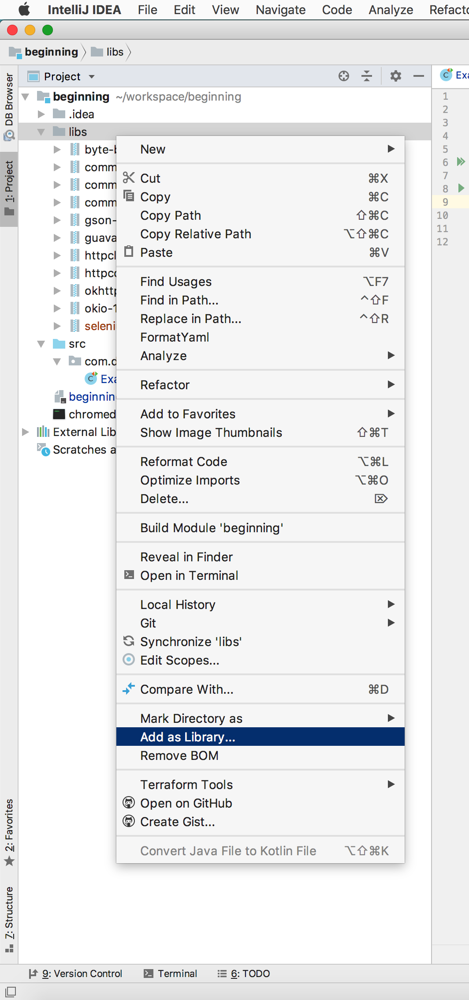 IntelliJ IDEA File Edit View Navigate Code Analyze Refacto
beginning libs
Project
DB Browser
1: Project
2: Favorites
7: Structure
beginning ~/workspace/beginning
.idea
libs
byte-b
comm
comm
comm
gson-
guava
httpcl
httpco
okhttp
okio-1
seleni
src
com.d
Exa
beginning
chromed
External Lib
Scratches a
New
Cut ⌘X
Copy ⌘C
Copy Path ⇧⌘C
Copy Relative Path ⌥⇧⌘C
Paste ⌘V
Find Usages ⌥F7
Find in Path... ^⇧F
Replace in Path... ^⇧R
FormatYaml
Analyze
Refactor
Add to Favorites
Show Image Thumbnails ⇧⌘T
Reformat Code ⌥⌘L
Optimize Imports ⌥⌘O
Delete... ⌦
Build Module 'beginning'
Reveal in Finder
Open in Terminal
Local History
Git
Synchronize 'libs'
Edit Scopes...
Compare With... ⌘D
Mark Directory as
Add as Library...
Remove BOM
Terraform Tools
Open on GitHub
Create Gist...
Convert Java File to Kotlin File ⌥⇧⌘K
Exa
1
2
3
4
5
6
7
8
9
10
11
12
9: Version Control Terminal 6: TODO